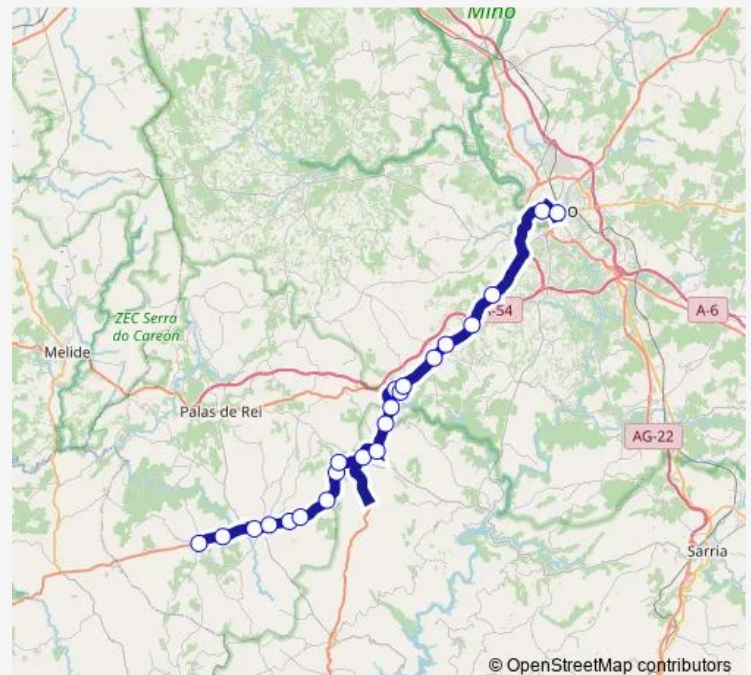 Miño
ZEC Serra
do Careón
Melide
Palas de Rei
-54
A-6
AG-22
Sarria
© OpenStreetMap contributors